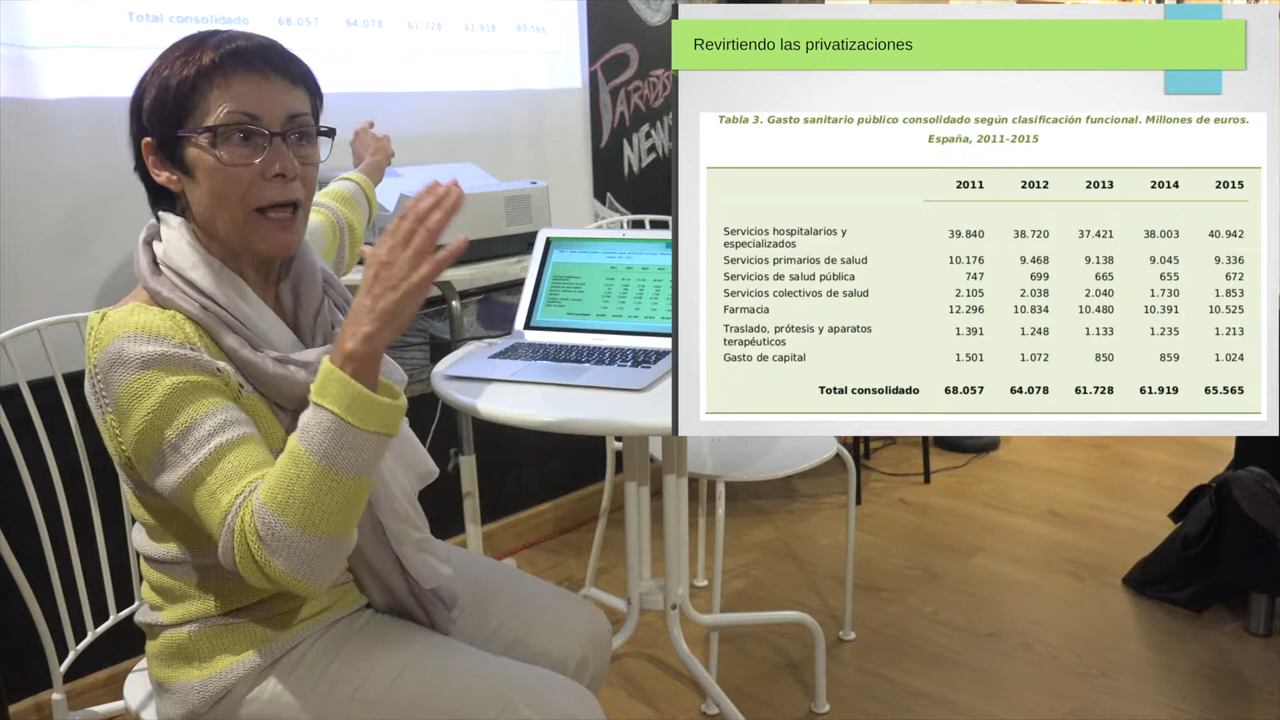 Total consolidado 68.057 64.078 61.728 61.919 65.565
PARADISO
NEWS
Revirtiendo las privatizaciones
Tabla 3. Gasto sanitario público consolidado según clasificación funcional. Millones de euros.
España, 2011-2015
2011 2012 2013 2014 2015
Servicios hospitalarios y
especializados 39.840 38.720 37.421 38.003 40.942
Servicios primarios de salud 10.176 9.468 9.138 9.045 9.336
Servicios de salud pública 747 699 665 655 672
Servicios colectivos de salud 2.105 2.038 2.040 1.730 1.853
Farmacia 12.296 10.834 10.480 10.391 10.525
Traslado, prótesis y aparatos
terapéuticos 1.391 1.248 1.133 1.235 1.213
Gasto de capital 1.501 1.072 850 859 1.024
Total consolidado 68.057 64.078 61.728 61.919 65.565